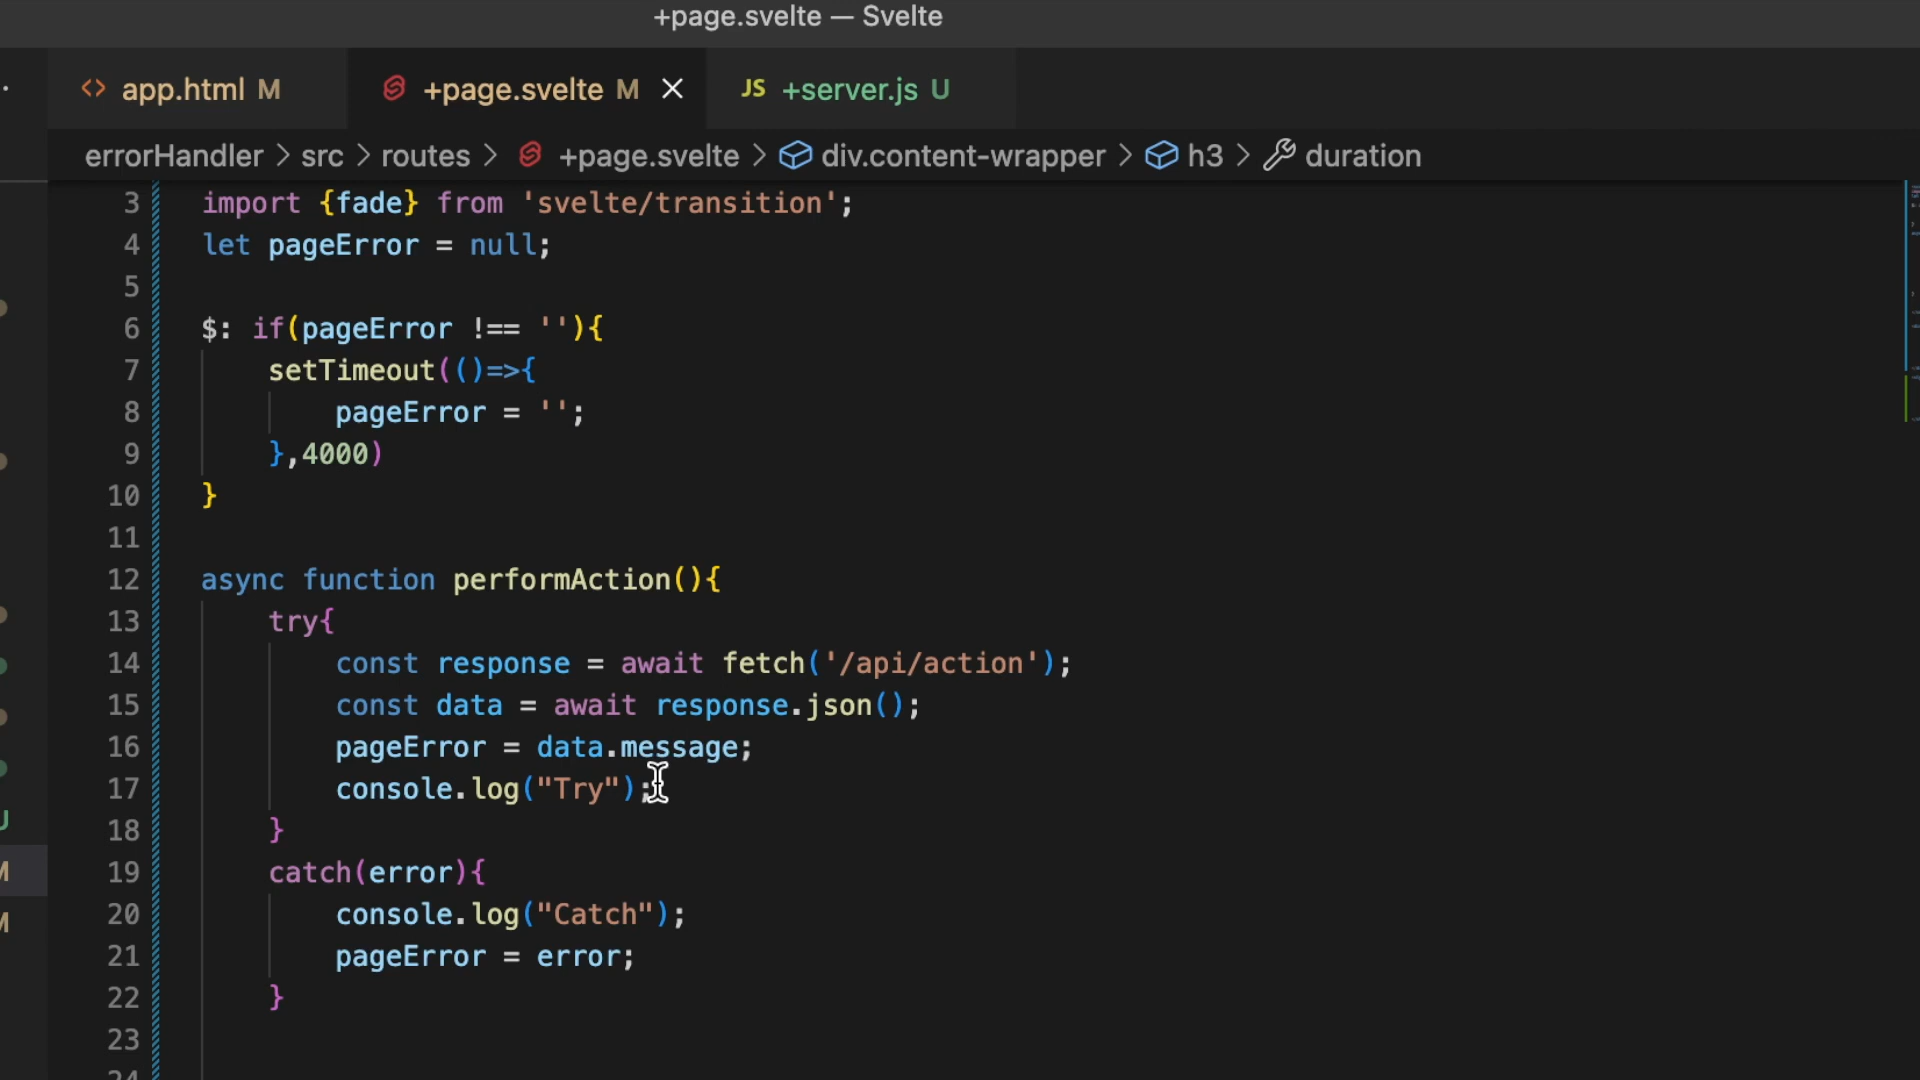 +page.svelte — Svelte
<> app.html M +page.svelte M JS +server.js U
errorHandler > src > routes > +page.svelte > div.content-wrapper > h3 > duration
3 import {fade} from 'svelte/transition';
4 let pageError = null;
5
6 $: if(pageError !== ''){
7 setTimeout(()=>{
8 pageError = '';
9 },4000)
10 }
11
12 async function performAction(){
13 try{
14 const response = await fetch('/api/action');
15 const data = await response.json();
16 pageError = data.message;
17 console.log("Try");
18 }
19 catch(error){
20 console.log("Catch");
21 pageError = error;
22 }
23
24
U
M
M